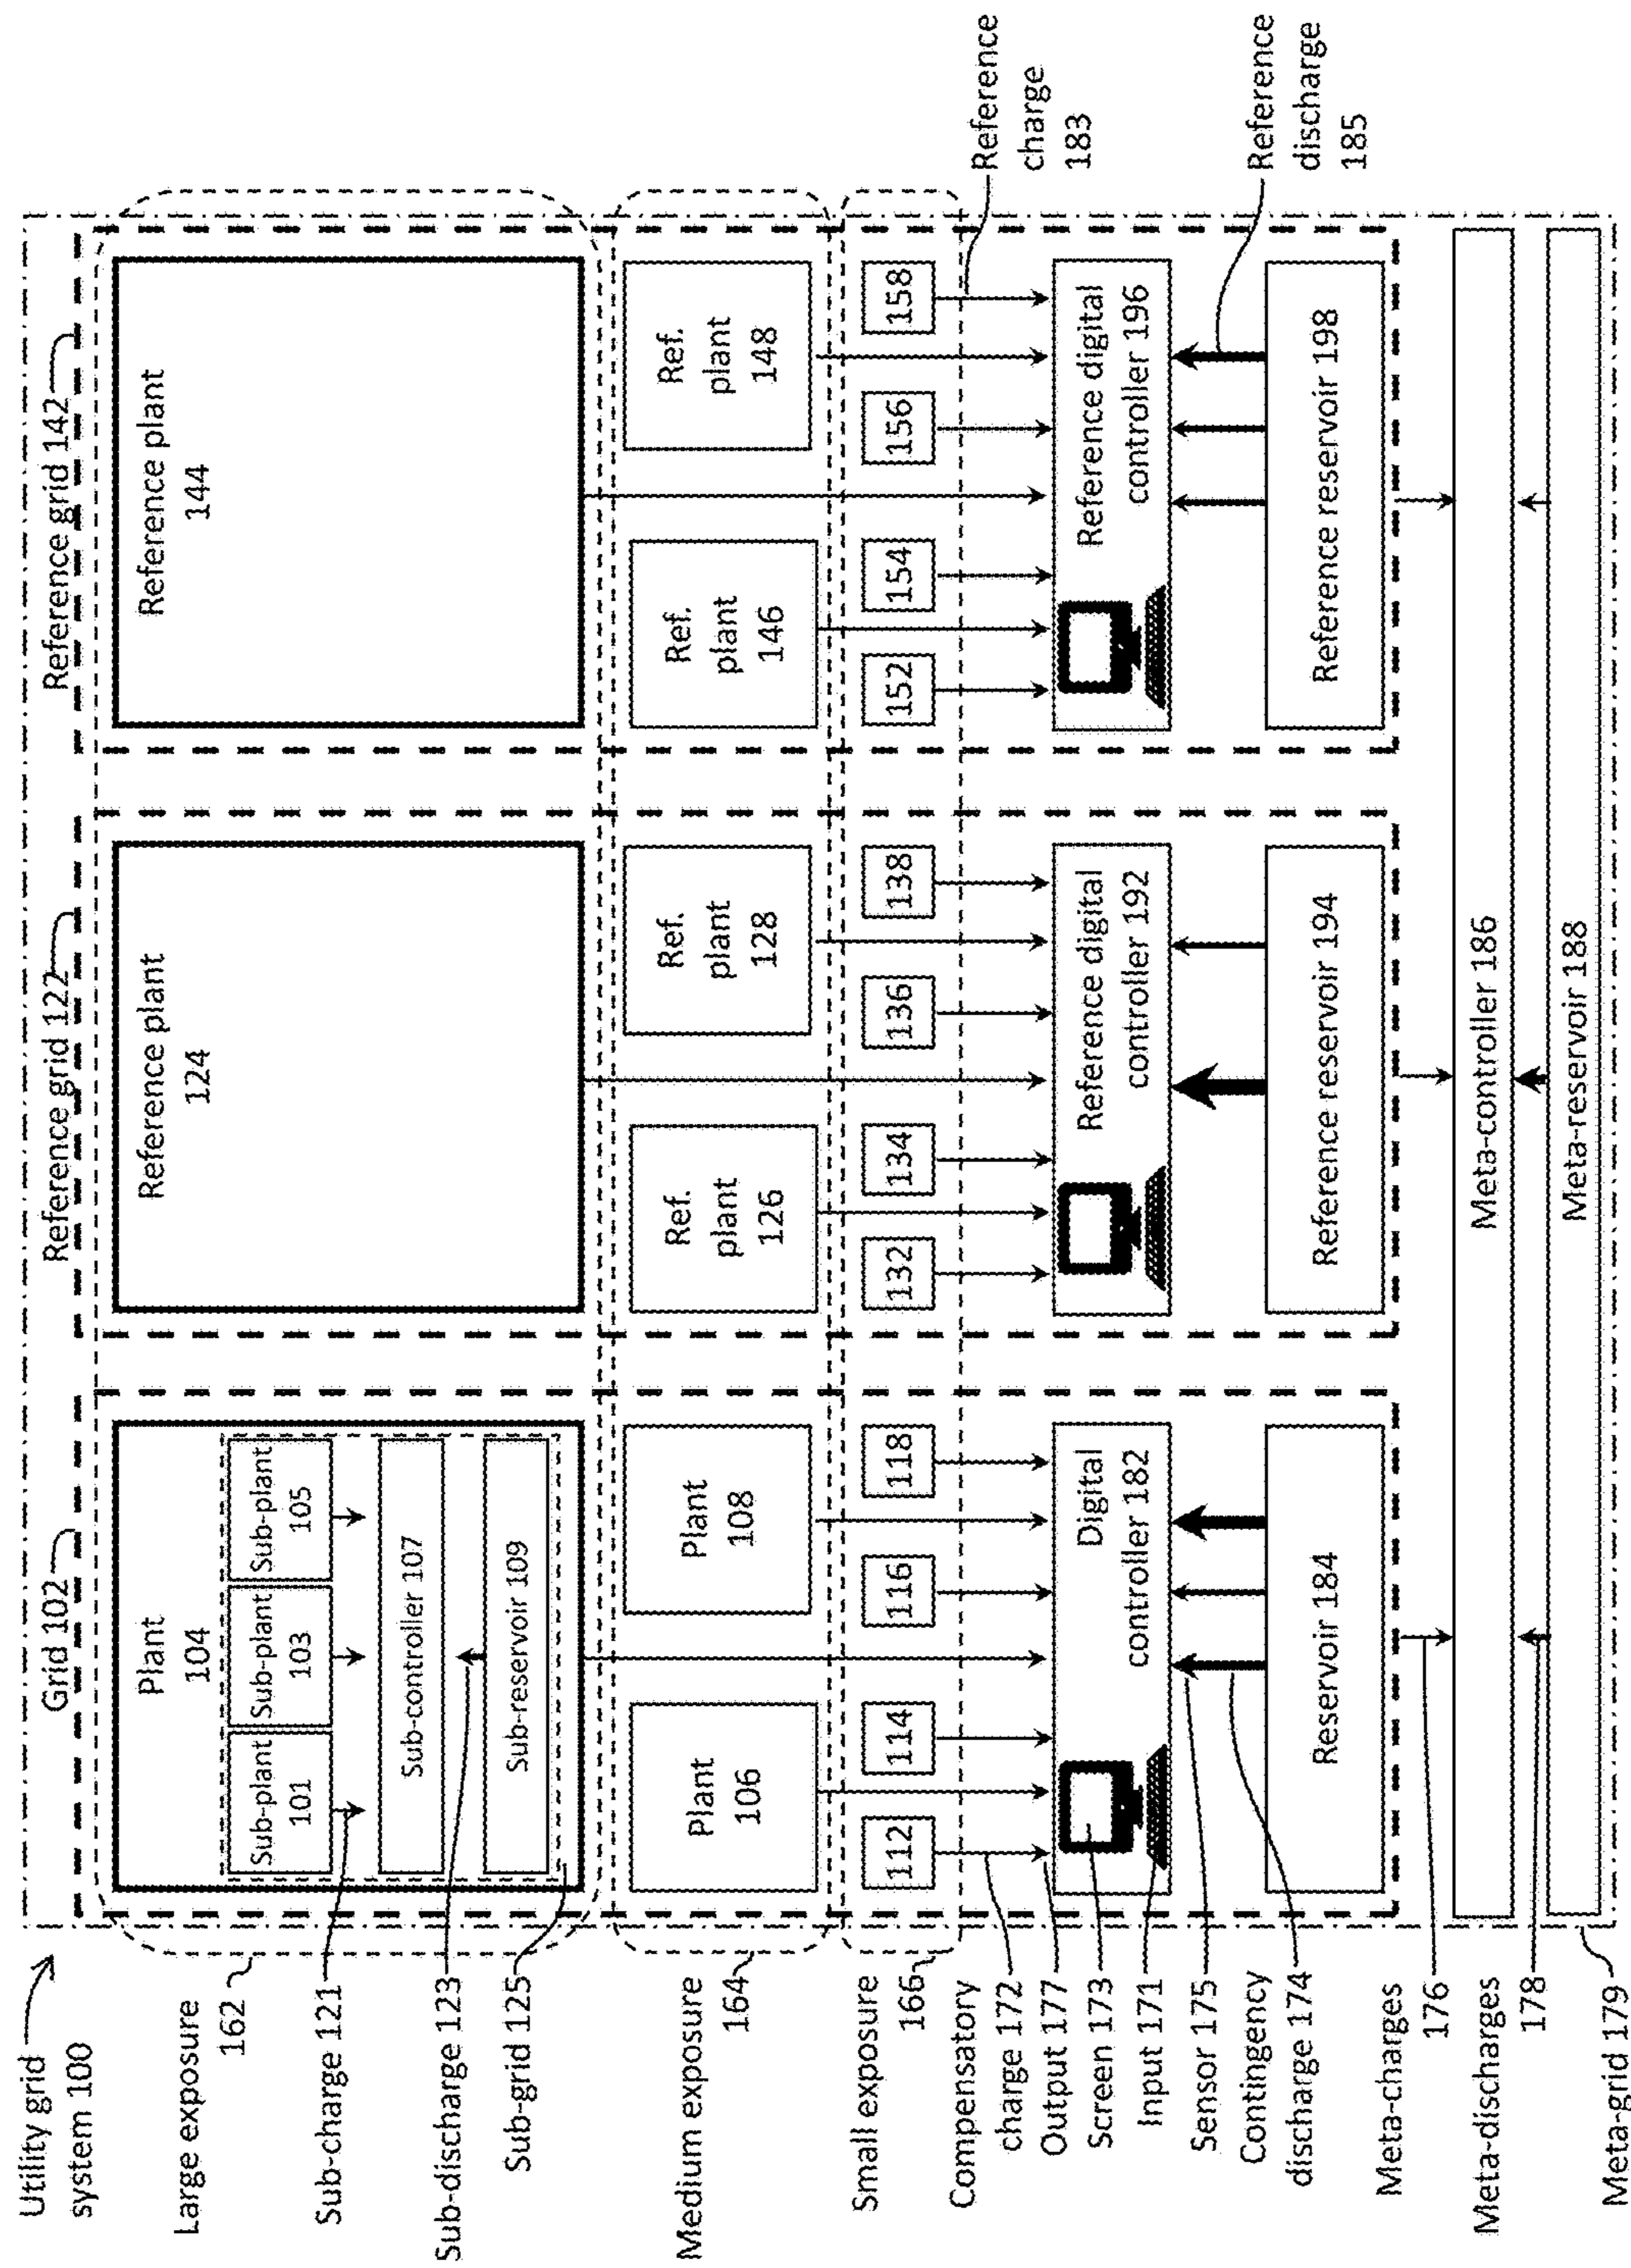 Utility grid
system 100
Grid 102
Reference grid 122
Reference grid 142
Large exposure
162
Plant
104
Sub-plant
101
Sub-plant
103
Sub-plant
105
Sub-controller 107
Sub-reservoir 109
Reference plant
124
Reference plant
144
Sub-charge 121
Sub-discharge 123
Sub-grid 125
Medium exposure
164
Plant
106
Plant
108
Ref.
plant
126
Ref.
plant
128
Ref.
plant
146
Ref.
plant
148
Small exposure
166
112
114
116
118
132
134
136
138
152
154
156
158
Compensatory
charge 172
Output 177
Screen 173
Input 171
Sensor 175
Contingency
discharge 174
Digital
controller 182
Reference digital
controller 192
Reference digital
controller 196
Reference
charge
183
Reference
discharge
185
Reservoir 184
Reference reservoir 194
Reference reservoir 198
Meta-charges
176
Meta-controller 186
Meta-discharges
178
Meta-reservoir 188
Meta-grid 179